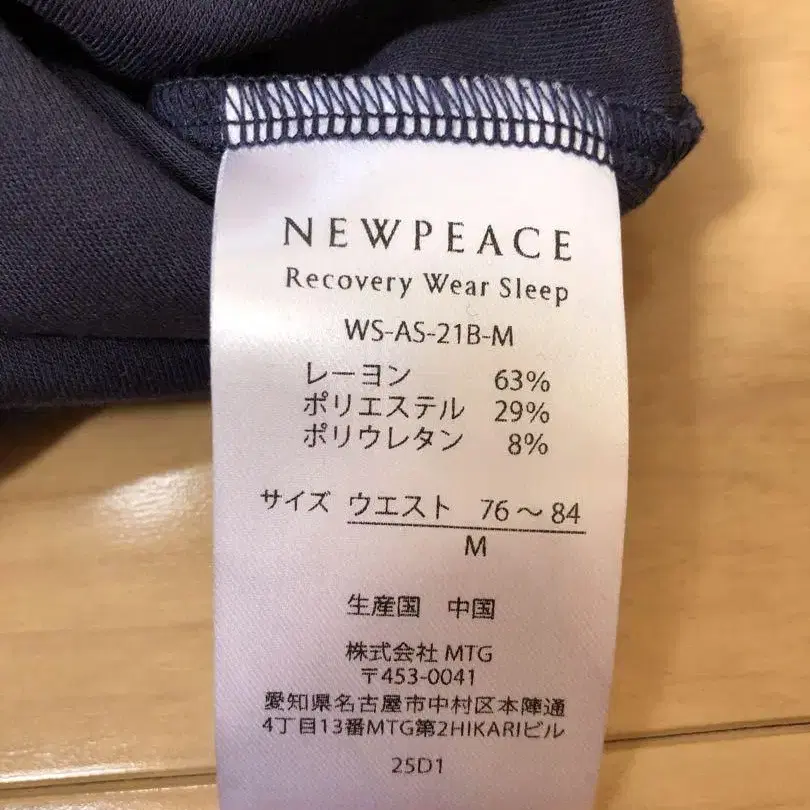 NEWPEACE
Recovery Wear Sleep
WS-AS-21B-M
レーヨン 63%
ポリエステル 29%
ポリウレタン 8%
サイズ ウエスト 76～84
M
生産国 中国
株式会社 MTG
〒453-0041
愛知県名古屋市中村区本陣通
4丁目13番MTG第2HIKARIビル
25D1